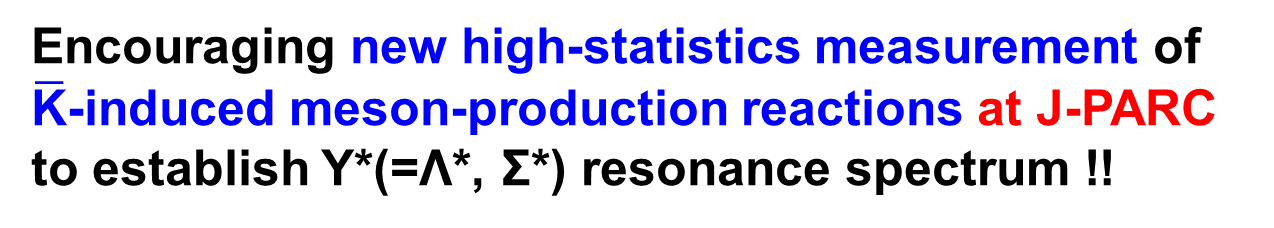 Encouraging new high-statistics measurement of
K̅-induced meson-production reactions at J-PARC
to establish Y*(=Λ*, Σ*) resonance spectrum !!